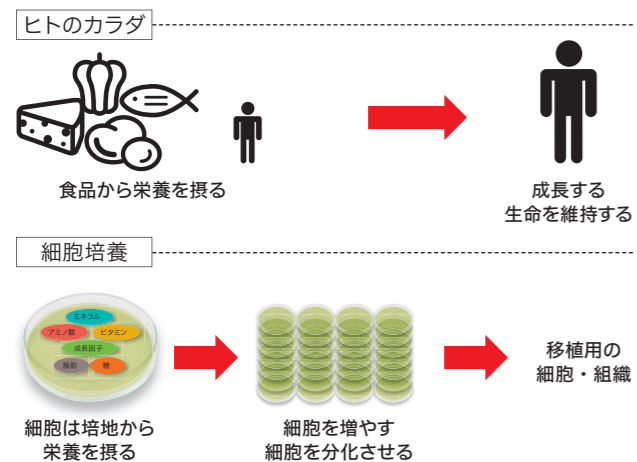 ヒトのカラダ
食品から栄養を摂る
成長する
生命を維持する
細胞培養
ミネラル
アミノ酸
ビタミン
成長因子
脂肪
糖
細胞は培地から
栄養を摂る
細胞を増やす
細胞を分化させる
移植用の
細胞・組織